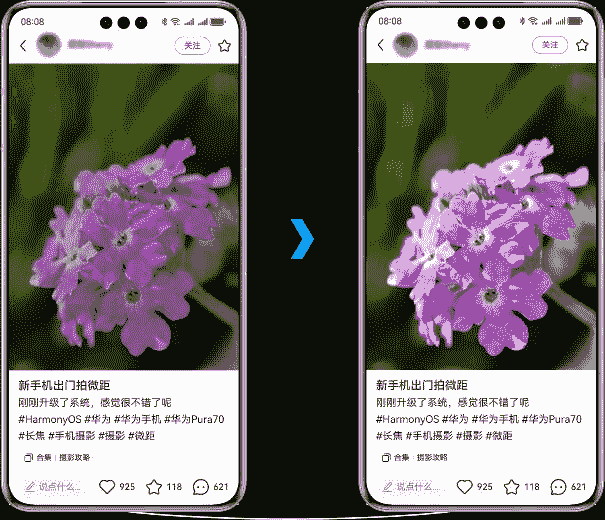 08:08
关注
新手机出门拍微距
刚刚升级了系统，感觉很不错了呢
#HarmonyOS #华为 #华为手机 #华为Pura70
#长焦 #手机摄影 #摄影 #微距
合集 | 摄影攻略
说点什么...
925
118
621
08:08
关注
新手机出门拍微距
刚刚升级了系统，感觉很不错了呢
#HarmonyOS #华为 #华为手机 #华为Pura70
#长焦 #手机摄影 #摄影 #微距
合集 | 摄影攻略
说点什么...
925
118
621